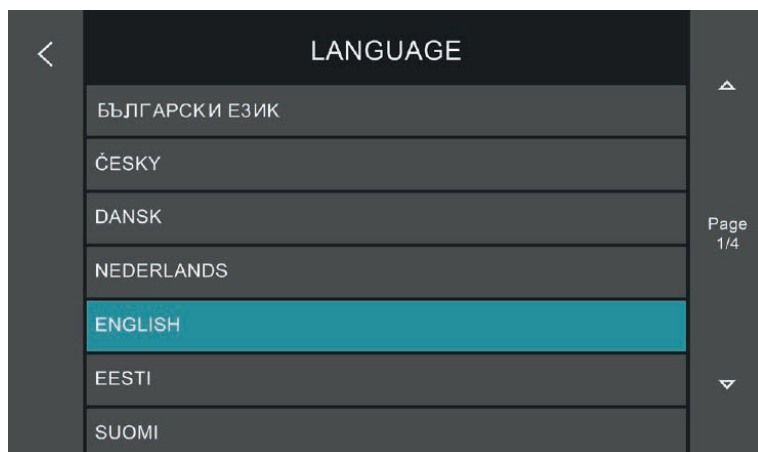 LANGUAGE
БЪЛГАРСКИ ЕЗИК
ČESKY
DANSK
NEDERLANDS
ENGLISH
EESTI
SUOMI
Page
1/4